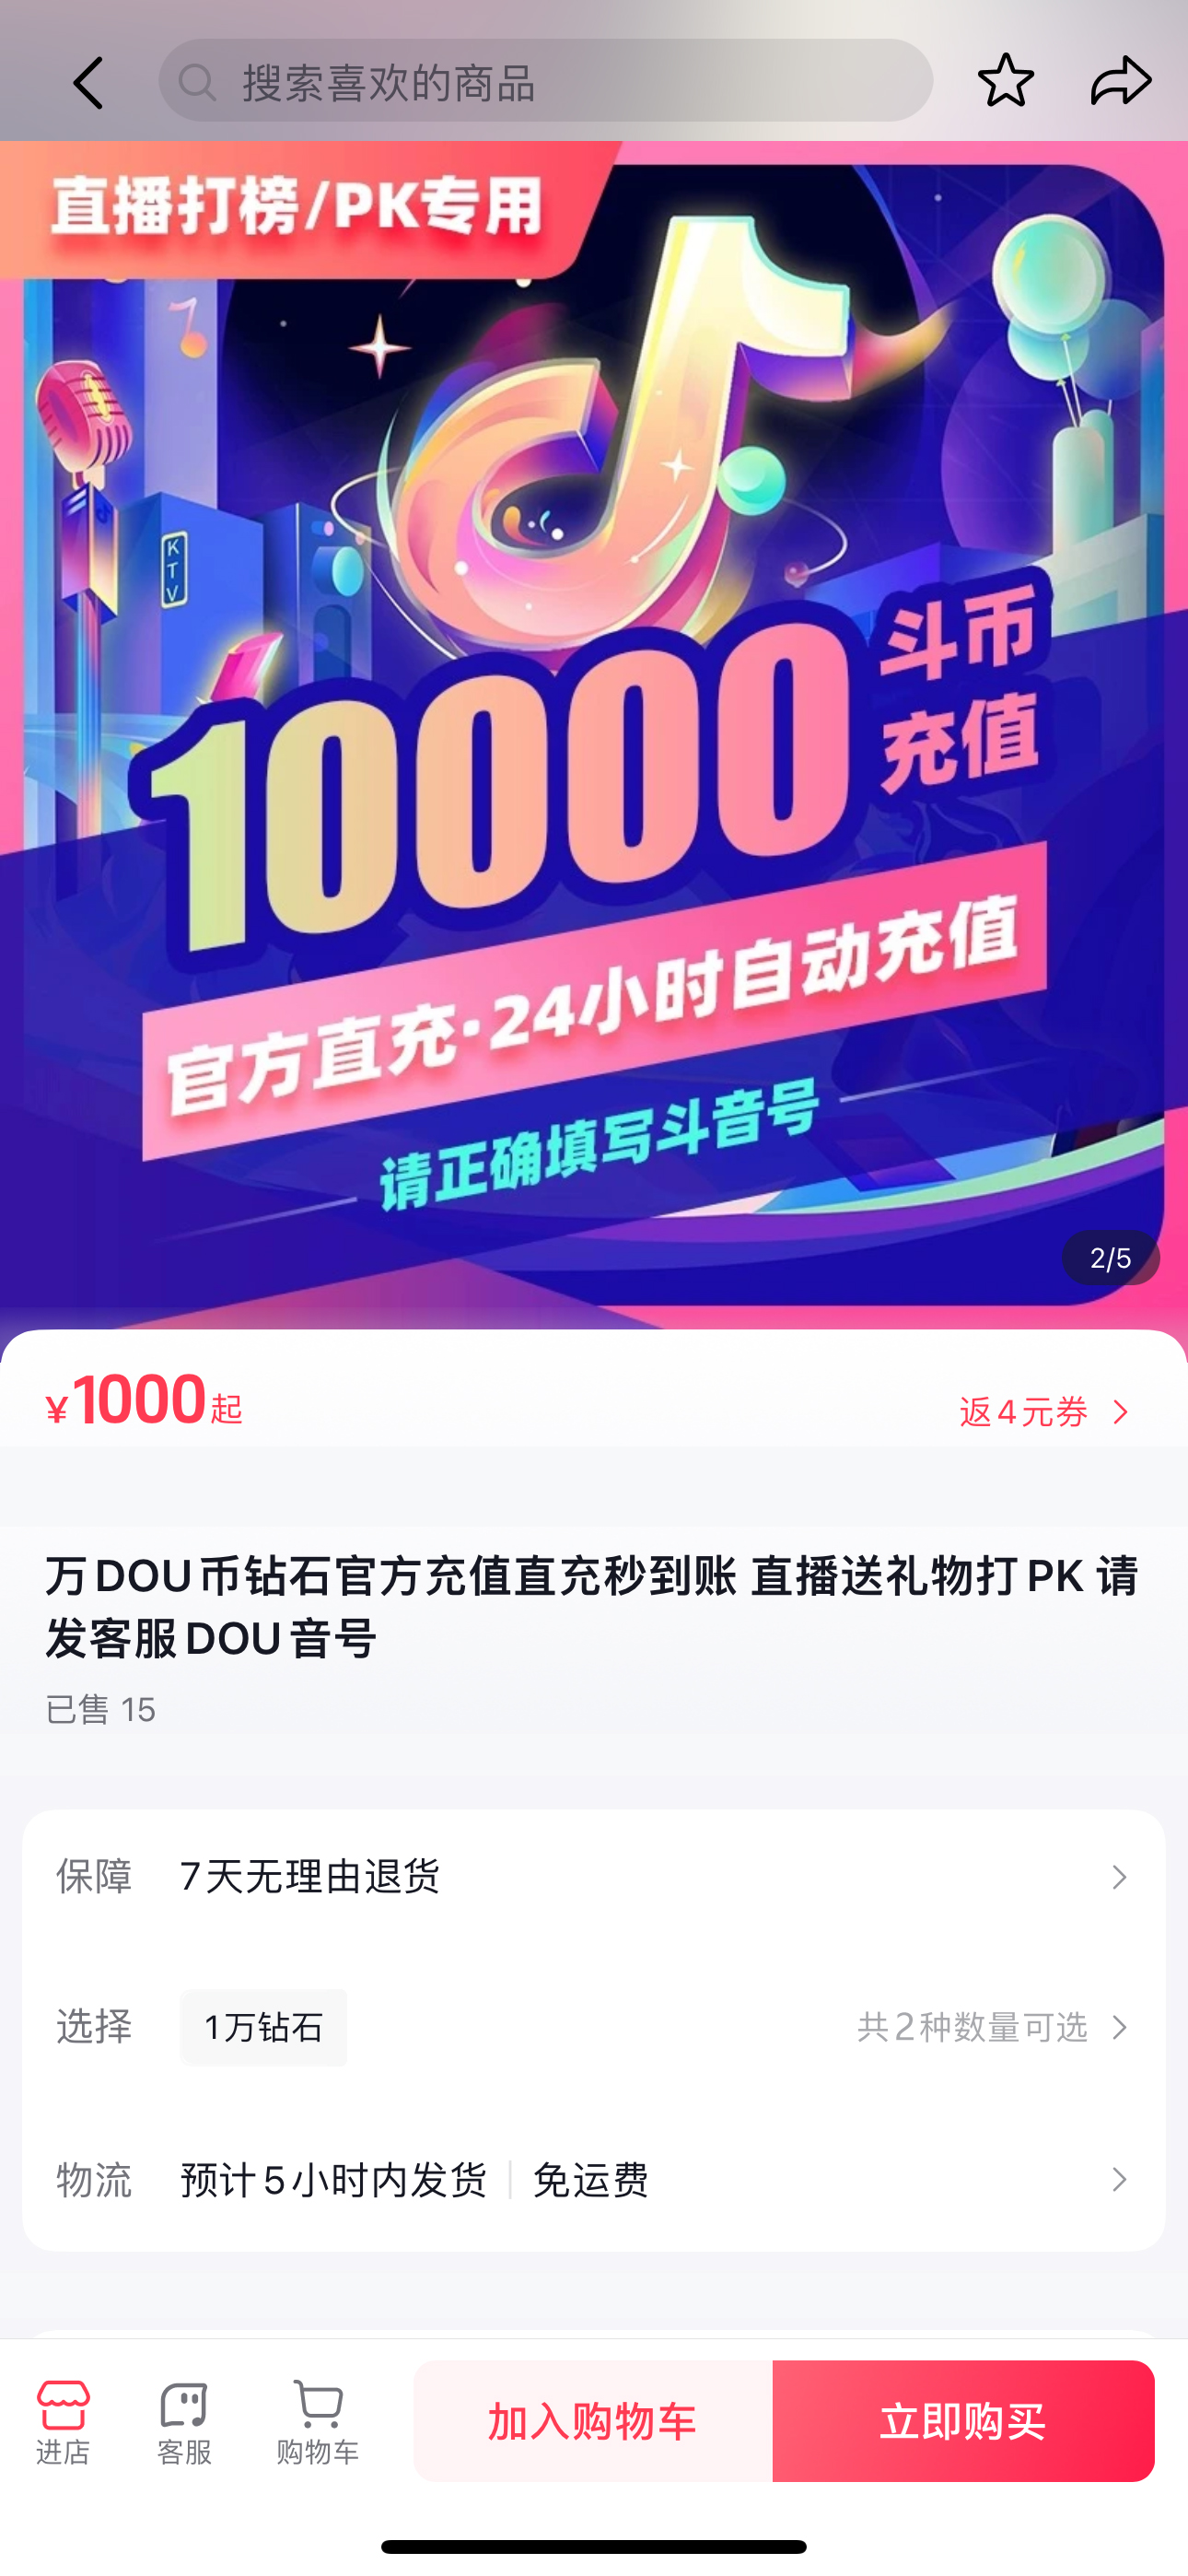 搜索喜欢的商品
直播打榜/PK专用
KTV
10000
斗币
充值
官方直充·24小时自动充值
请正确填写斗音号
2/5
¥1000起
返4元券
万DOU币钻石官方充值直充秒到账 直播送礼物打PK 请
发客服DOU音号
已售 15
保障 7天无理由退货
选择 1万钻石 共2种数量可选
物流 预计5小时内发货 免运费
进店 客服 购物车 加入购物车 立即购买